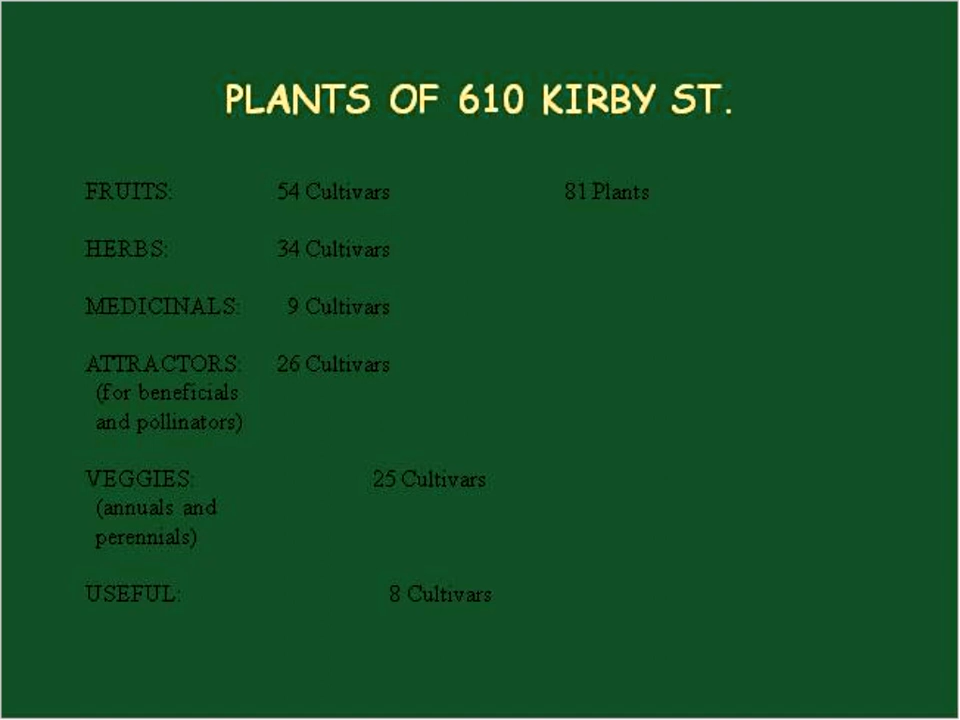 PLANTS OF 610 KIRBY ST.
FRUITS: 54 Cultivars 81 Plants
HERBS: 34 Cultivars
MEDICINALS: 9 Cultivars
ATTRACTORS: 26 Cultivars
(for beneficials
and pollinators)
VEGGIES: 25 Cultivars
(annuals and
perennials)
USEFUL: 8 Cultivars